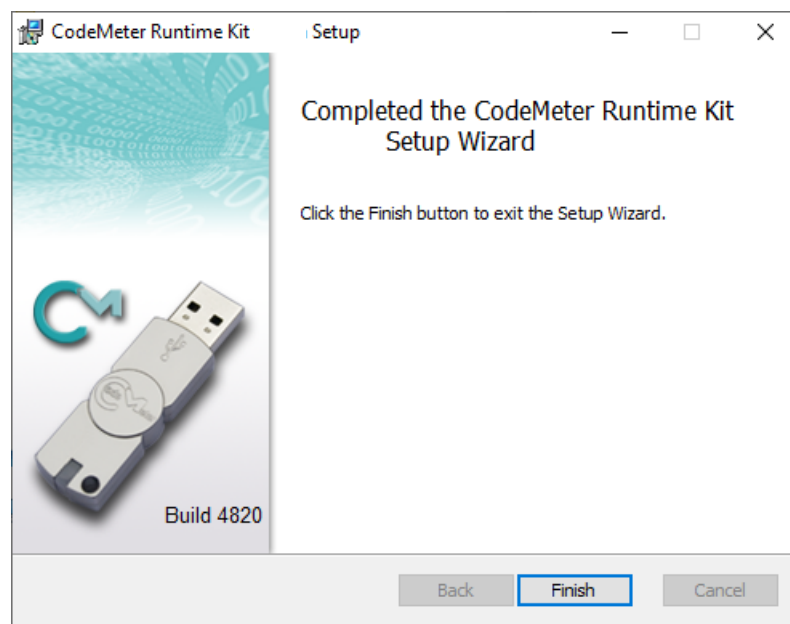 CodeMeter Runtime Kit Setup
Completed the CodeMeter Runtime Kit
Setup Wizard
Click the Finish button to exit the Setup Wizard.
CM
Build 4820
Back
Finish
Cancel